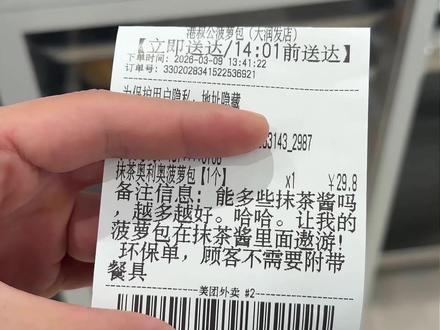 港叔公菠萝包（大润发店）
【立即送达/14:01前送达】
下单时间: 2026-03-09 13:41:22
订单号: 3302028341522536921
为保护用户隐私，地址隐藏
3143_2987
抹茶奥利奥菠萝包【1个】 x1 ￥29.8
备注信息: 能多些抹茶酱吗
，越多越好。哈哈。让我的
菠萝包在抹茶酱里面遨游！
环保单，顾客不需要附带
餐具
美团外卖 #2